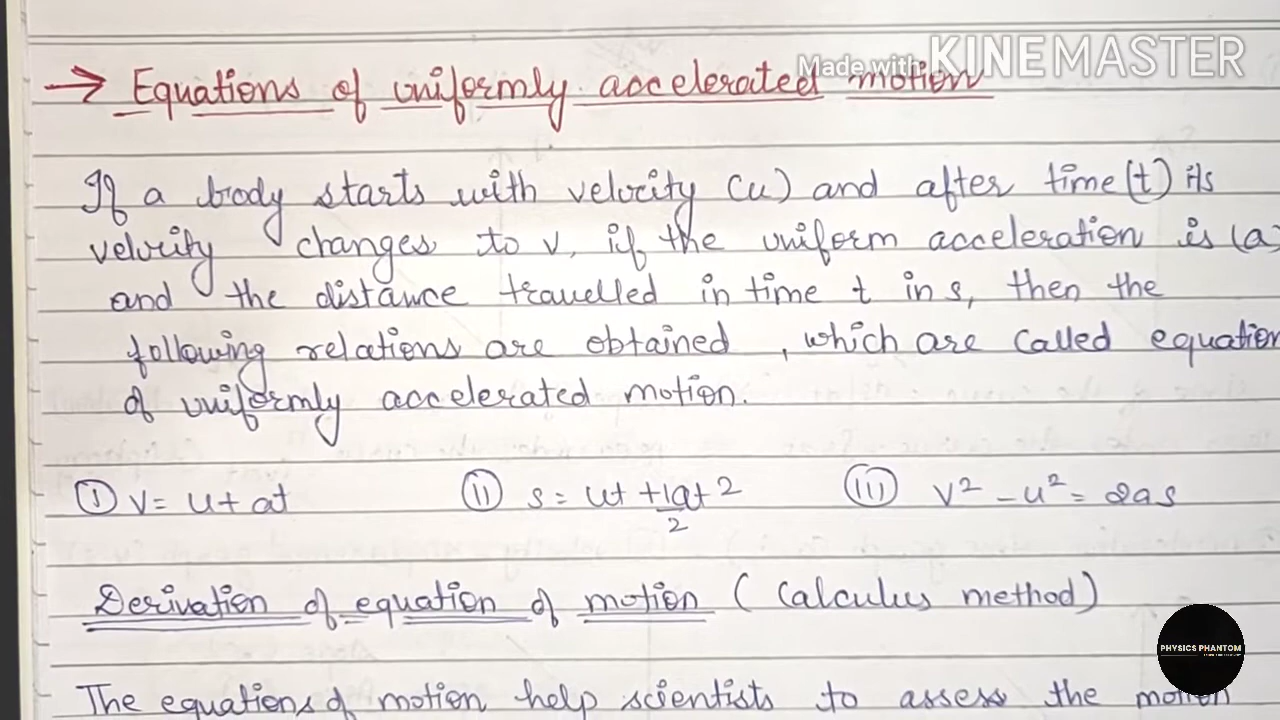 Made with KINEMASTER
→ Equations of uniformly accelerated motion
If a body starts with velocity (u) and after time (t) its
velocity changes to v, if the uniform acceleration is (a)
and the distance travelled in time t in s, then the
following relations are obtained, which are called equation
of uniformly accelerated motion.
(I) v = u + at (II) s = ut + 1/2 at 2 (III) v² - u² = 2as
Derivation of equation of motion (Calculus method)
PHYSICS PHANTOM
The equations of motion help scientists to assess the motion